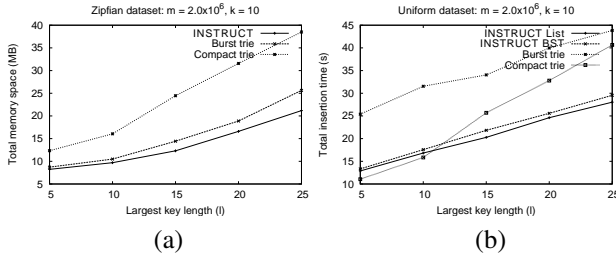 Zipfian dataset: m = 2.0x10^6, k = 10
Total memory space (MB)
40
35
30
25
20
15
10
5
INSTRUCT
Burst trie
Compact trie
5 10 15 20 25
Largest key length (l)
(a)
Uniform dataset: m = 2.0x10^6, k = 10
Total insertion time (s)
45
40
35
30
25
20
15
10
INSTRUCT List
INSTRUCT BST
Burst trie
Compact trie
5 10 15 20 25
Largest key length (l)
(b)